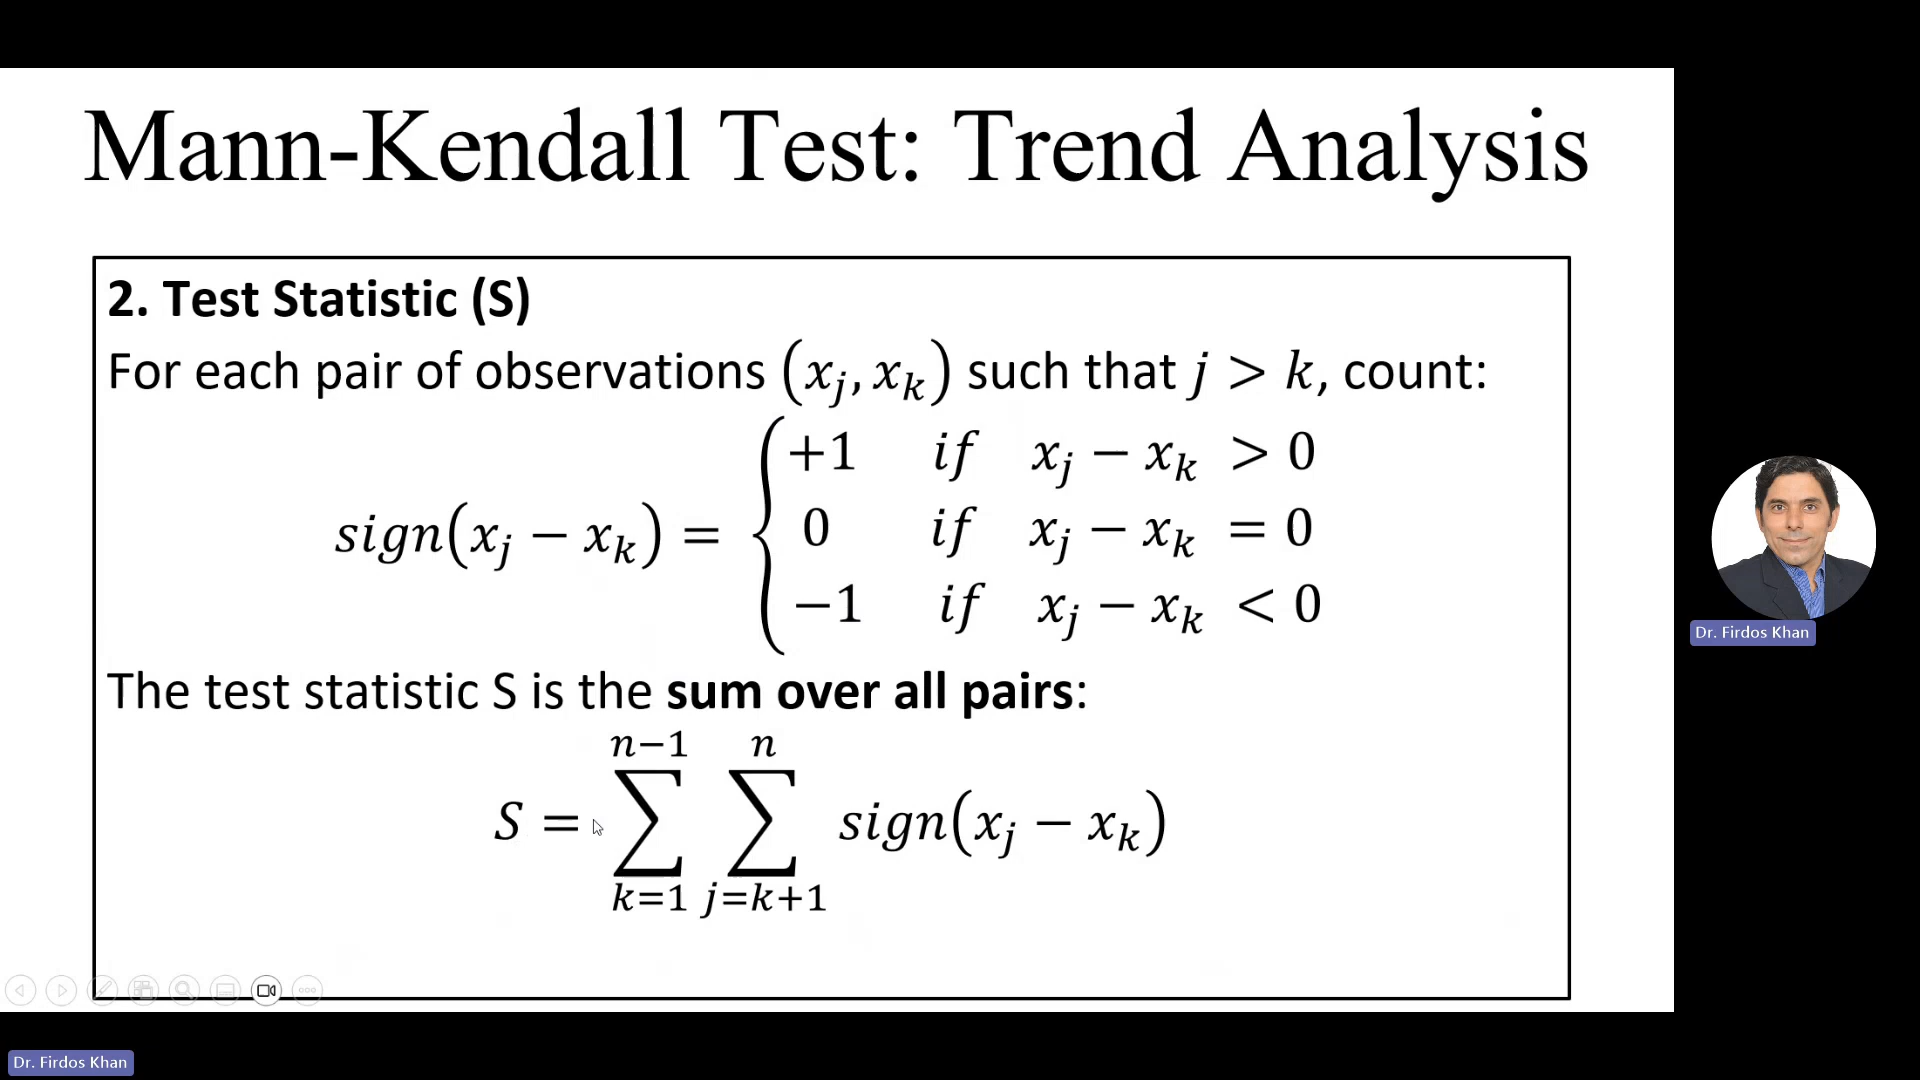 Mann-Kendall Test: Trend Analysis
2. Test Statistic (S)
For each pair of observations (x_j, x_k) such that j > k, count:
+1 if x_j − x_k > 0
sign(x_j − x_k) = { 0 if x_j − x_k = 0
−1 if x_j − x_k < 0
The test statistic S is the sum over all pairs:
n−1 n
S = ∑ ∑ sign(x_j − x_k)
k=1 j=k+1
Dr. Firdos Khan
Dr. Firdos Khan